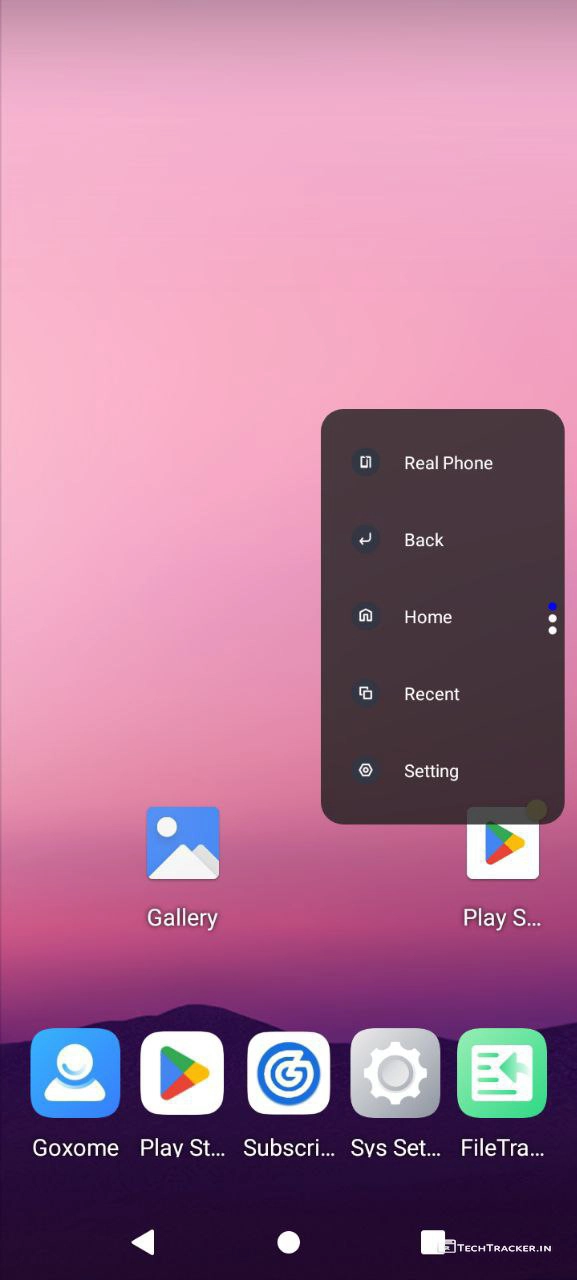 Real Phone
Back
Home
Recent
Setting
Gallery
Play S...
Goxome
Play St...
Subscri...
Sys Set...
FileTra...
TECHTRACKER.IN